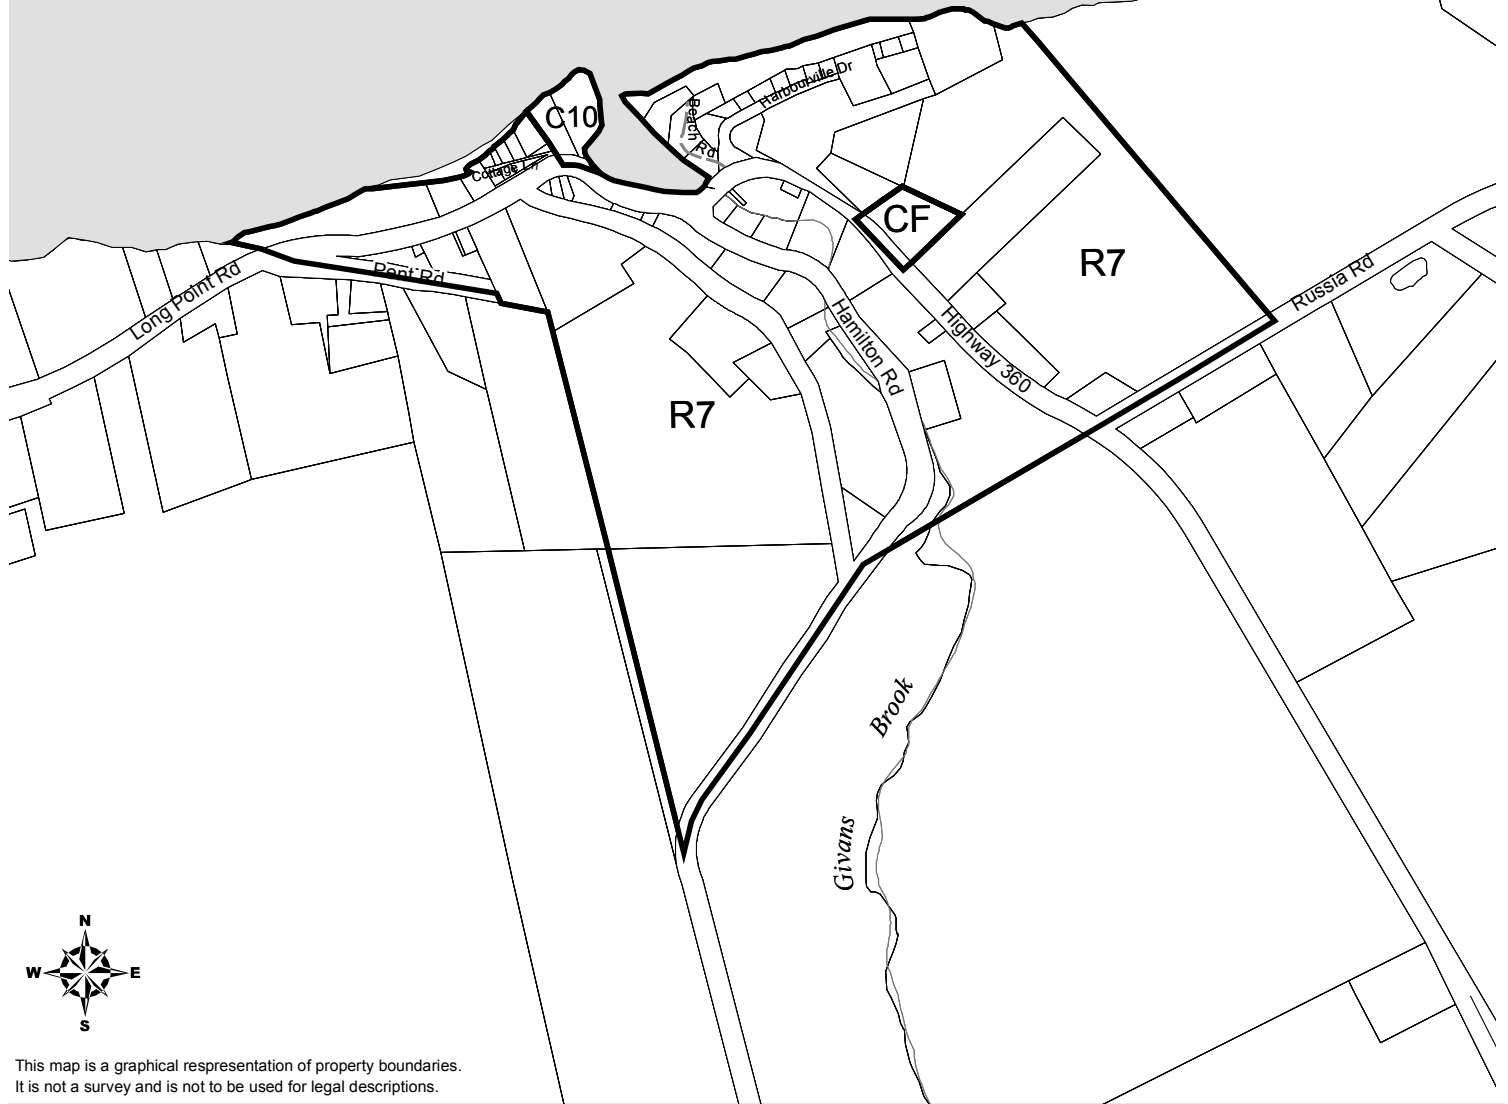 C10
Harbourville Dr
Beach Rd
Cottage Ln
CF
R7
Long Point Rd
Pont Rd
Russia Rd
Hamilton Rd
Highway 360
R7
Brook
Givans
N
W E
S
This map is a graphical respresentation of property boundaries.
It is not a survey and is not to be used for legal descriptions.